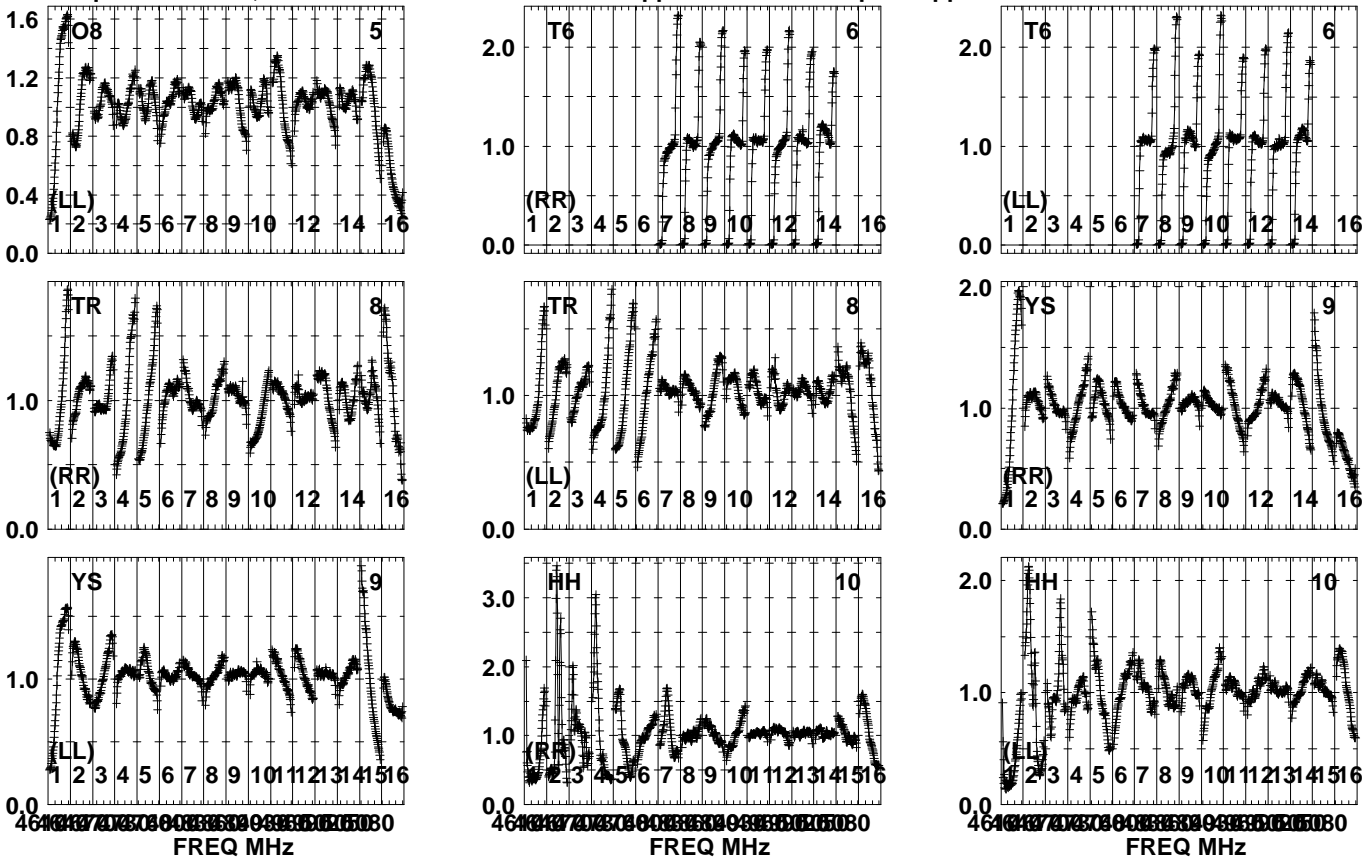 1.6 O8 5
1.2
0.8
0.4
(LL)
1 2 3 4 5 6 7 8 9 10 12 14 16
0.0
T6 6
2.0
1.0
(RR)
1 2 3 4 5 6 7 8 9 10 12 14 16
0.0
T6 6
2.0
1.0
(LL)
1 2 3 4 5 6 7 8 9 10 12 14 16
0.0
TR 8
1.0
(RR)
1 2 3 4 5 6 7 8 9 10 12 14 16
0.0
TR 8
1.0
(LL)
1 2 3 4 5 6 7 8 9 10 12 14 16
0.0
2.0 YS 9
1.0
(RR)
1 2 3 4 5 6 7 8 9 10 12 14 16
0.0
YS 9
1.0
(LL)
1 2 3 4 5 6 7 8 9 10 11 12 13 14 15 16
0.0
FREQ MHz
HH 10
3.0
2.0
1.0
(RR)
1 2 3 4 5 6 7 8 9 10 11 12 13 14 15 16
0.0
FREQ MHz
HH 10
2.0
1.0
(LL)
1 2 3 4 5 6 7 8 9 10 11 12 13 14 15 16
0.0
FREQ MHz